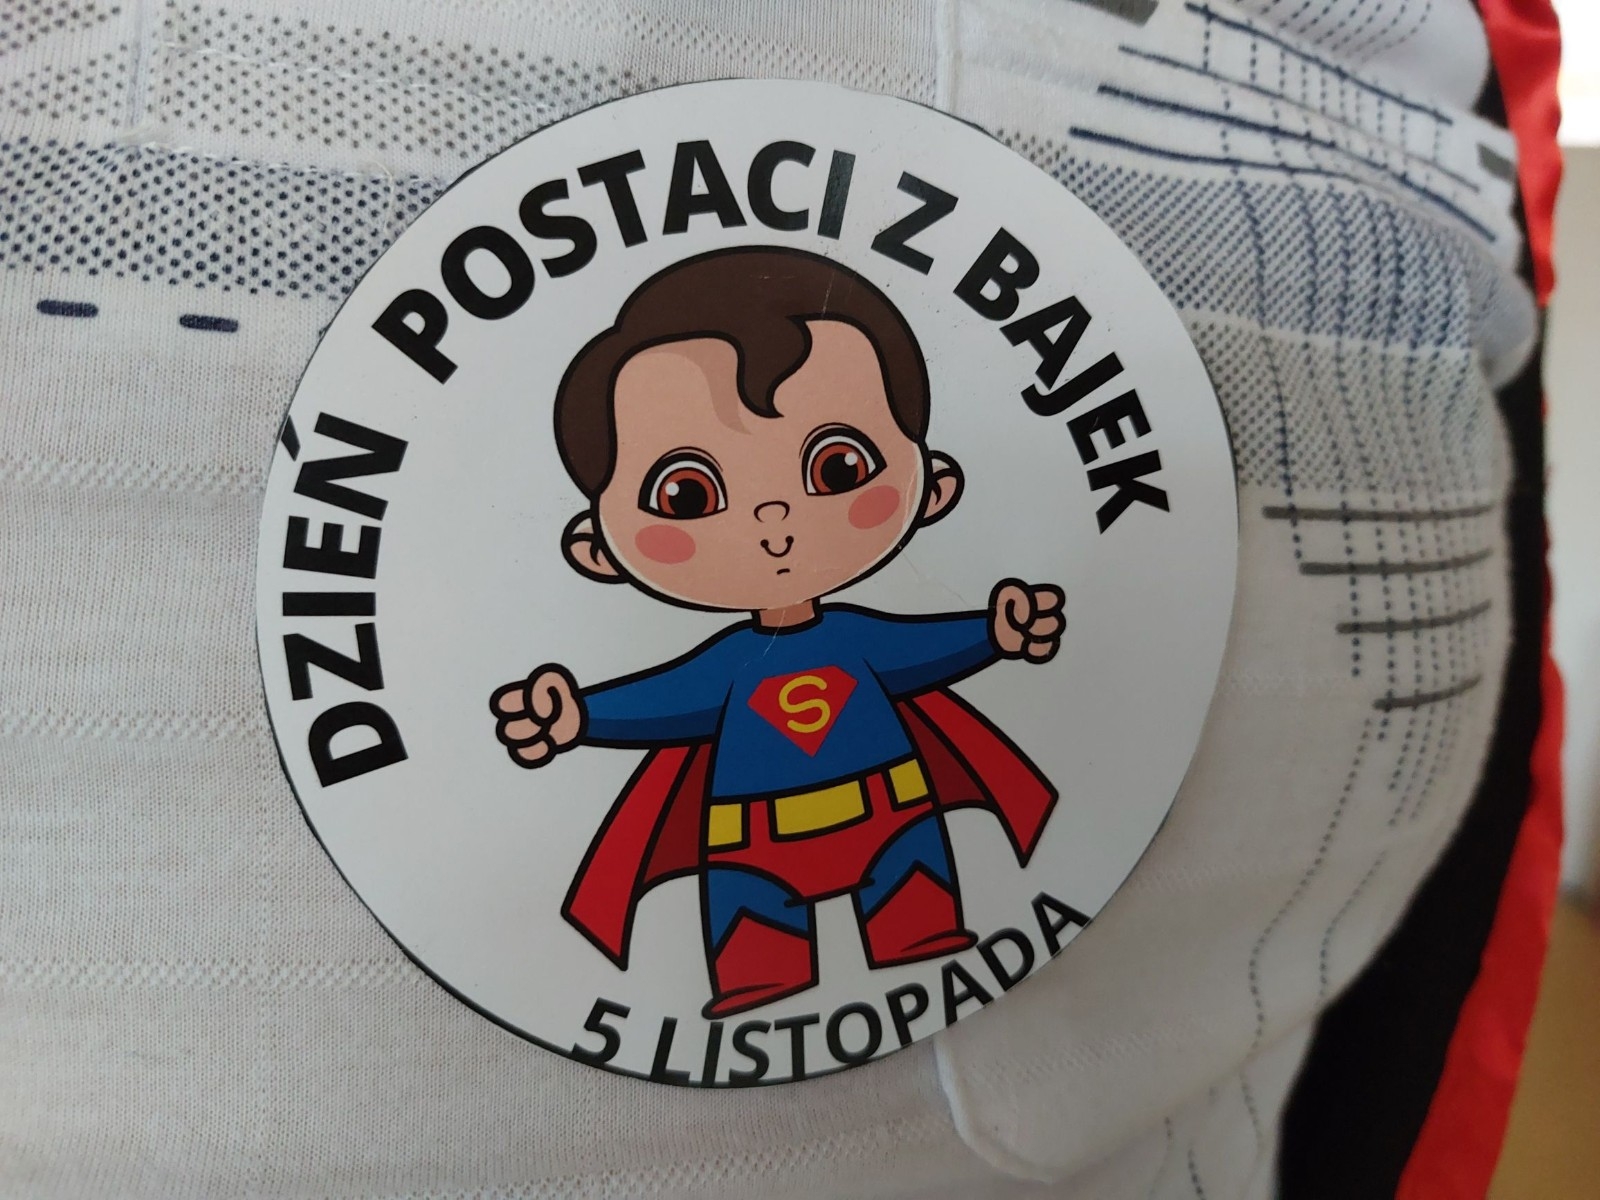 DZIEŃ POSTACI Z BAJEK
S
5 LISTOPADA